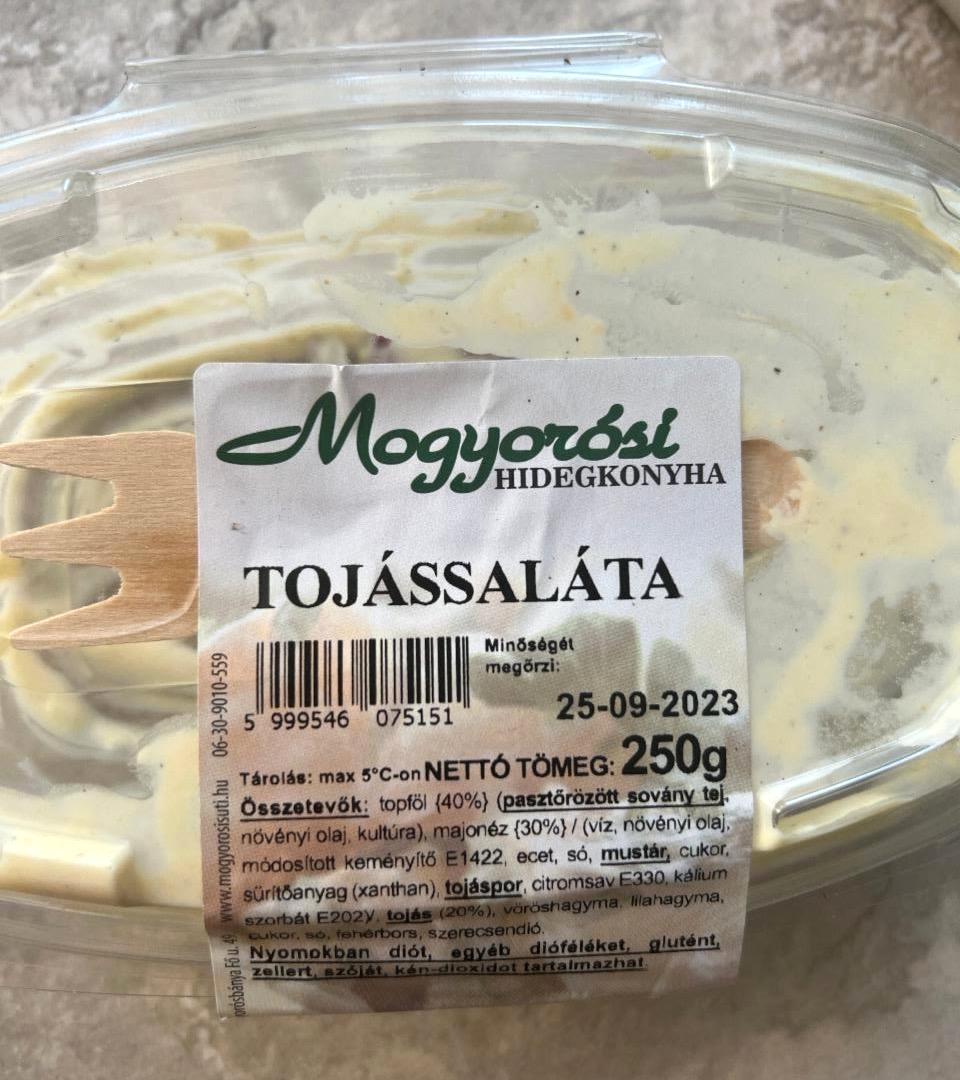 Mogyorósi
HIDEGKONYHA
TOJÁSSALÁTA
Minőségét
megőrzi:
5 999546 075151
25-09-2023
Tárolás: max 5°C-on NETTÓ TÖMEG: 250g
Összetevők: topföl {40%} (pasztőrözött sovány tej,
növényi olaj, kultúra), majonéz {30%} / (víz, növényi olaj,
módosított keményítő E1422, ecet, só, mustár, cukor,
sűrítőanyag (xanthan), tojáspor, citromsav E330, kálium
szorbát E202)/, tojás (20%), vöröshagyma, lilahagyma,
cukor, só, fehérbors, szerecsendió.
Nyomokban diót, egyéb dióféléket, glutént,
zellert, szóját, kén-dioxidot tartalmazhat.
06-30-9010-559
www.mogyorosisuti.hu
Fő u. 49